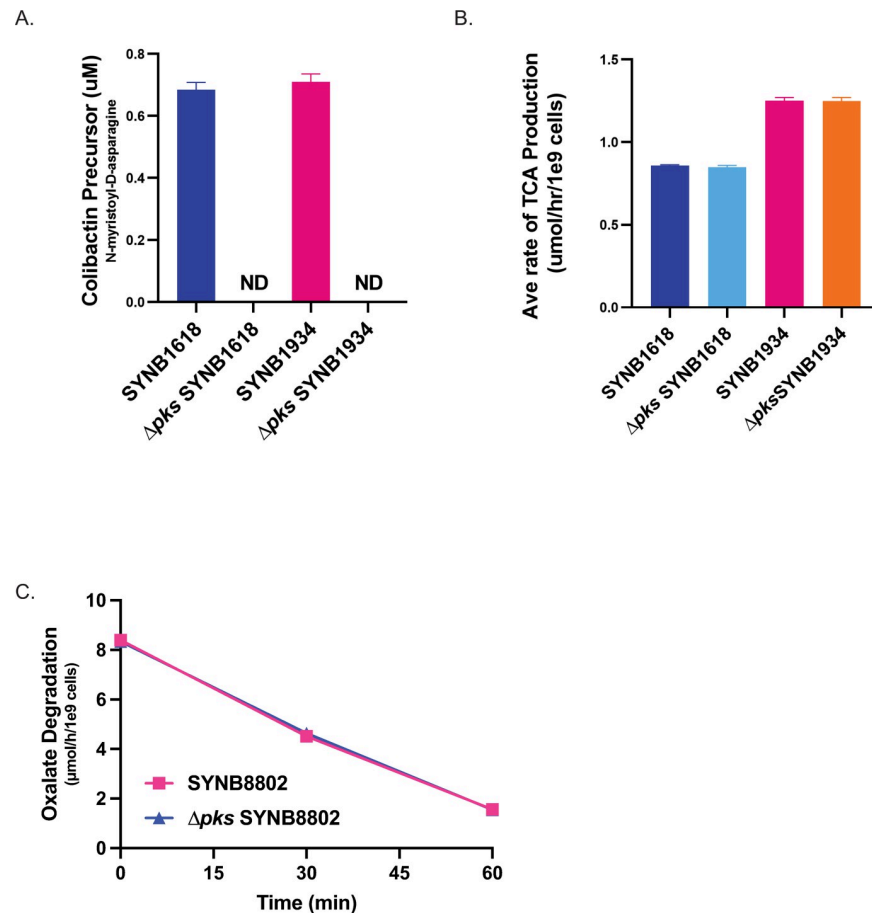 A.
Colibactin Precursor (uM)
N-myristoyl-D-asparagine
0.8
0.6
0.4
0.2
0.0
ND
ND
SYNB1618
Δpks SYNB1618
SYNB1934
Δpks SYNB1934
B.
Ave rate of TCA Production
(umol/hr/1e9 cells)
1.5
1.0
0.5
0.0
SYNB1618
Δpks SYNB1618
SYNB1934
ΔpksSYNB1934
C.
Oxalate Degradation
(µmol/h/1e9 cells)
10
8
6
4
2
0
SYNB8802
Δpks SYNB8802
0
15
30
45
60
Time (min)